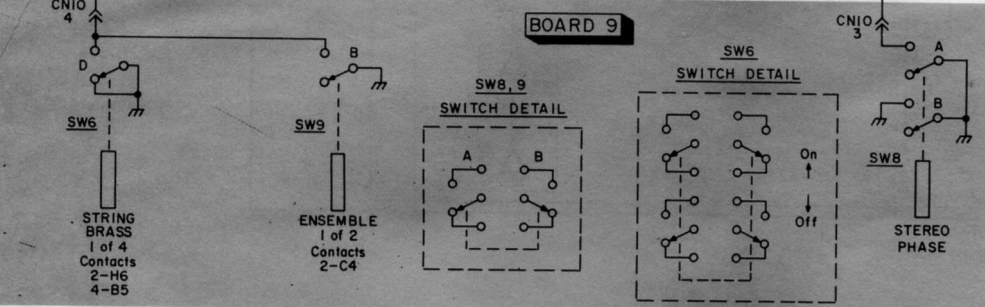 CN10
4
D
SW6
STRING
BRASS
1 of 4
Contacts
2-H6
4-B5
B
SW9
ENSEMBLE
1 of 2
Contacts
2-C4
BOARD 9
SW8,9
SWITCH DETAIL
A B
SW6
SWITCH DETAIL
On
Off
CN10
3
A
B
SW8
STEREO
PHASE